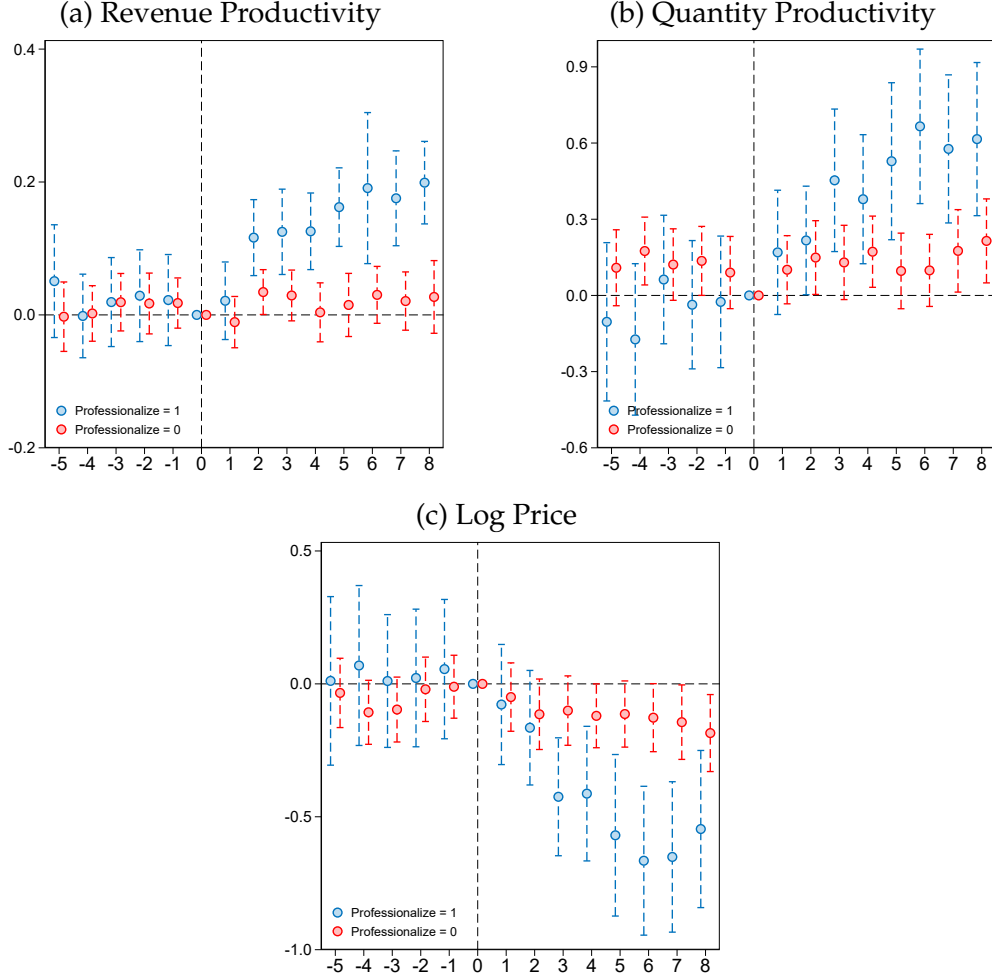 (a) Revenue Productivity
0.4
0.2
0.0
-0.2
Professionalize = 1
Professionalize = 0
-5 -4 -3 -2 -1 0 1 2 3 4 5 6 7 8
(b) Quantity Productivity
0.9
0.6
0.3
0.0
-0.3
-0.6
Professionalize = 1
Professionalize = 0
-5 -4 -3 -2 -1 0 1 2 3 4 5 6 7 8
(c) Log Price
0.5
0.0
-0.5
-1.0
Professionalize = 1
Professionalize = 0
-5 -4 -3 -2 -1 0 1 2 3 4 5 6 7 8